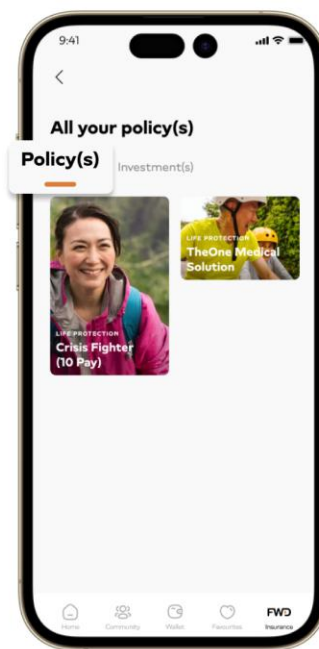 9:41
All your policy(s)
Policy(s)
Investment(s)
LIFE PROTECTION
Crisis Fighter
(10 Pay)
LIFE PROTECTION
TheOne Medical
Solution
Home
Community
Wallet
Favourites
FWD
Insurance